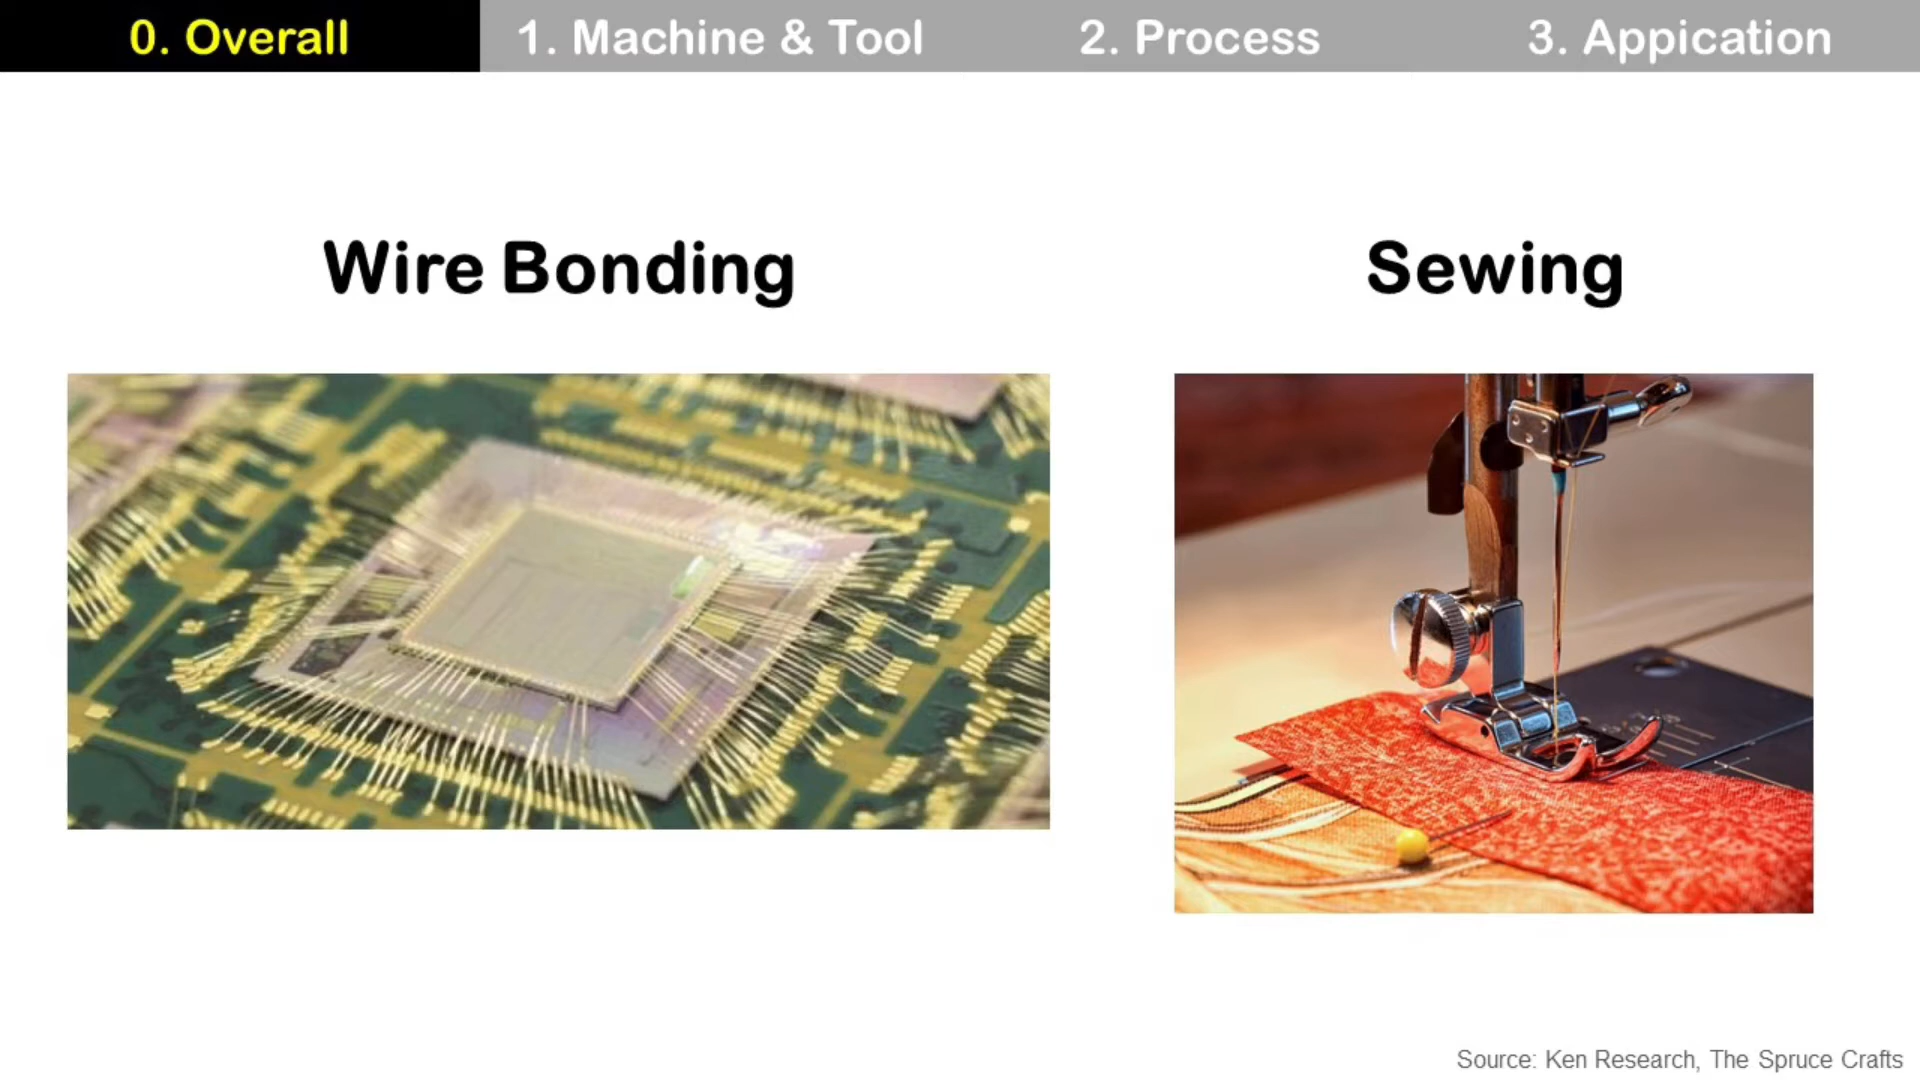 0. Overall
1. Machine & Tool
2. Process
3. Appication
Wire Bonding
Sewing
Source: Ken Research, The Spruce Crafts